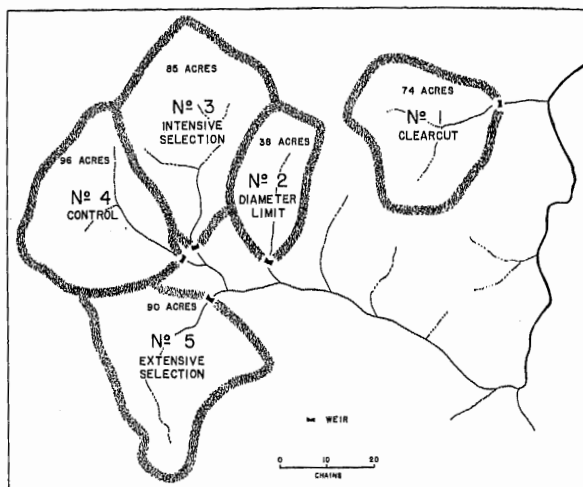 85 ACRES
Nº 3
INTENSIVE
SELECTION
74 ACRES
Nº 1
CLEARCUT
38 ACRES
Nº 2
DIAMETER
LIMIT
96 ACRES
Nº 4
CONTROL
90 ACRES
Nº 5
EXTENSIVE
SELECTION
WEIR
0 10 20
CHAINS